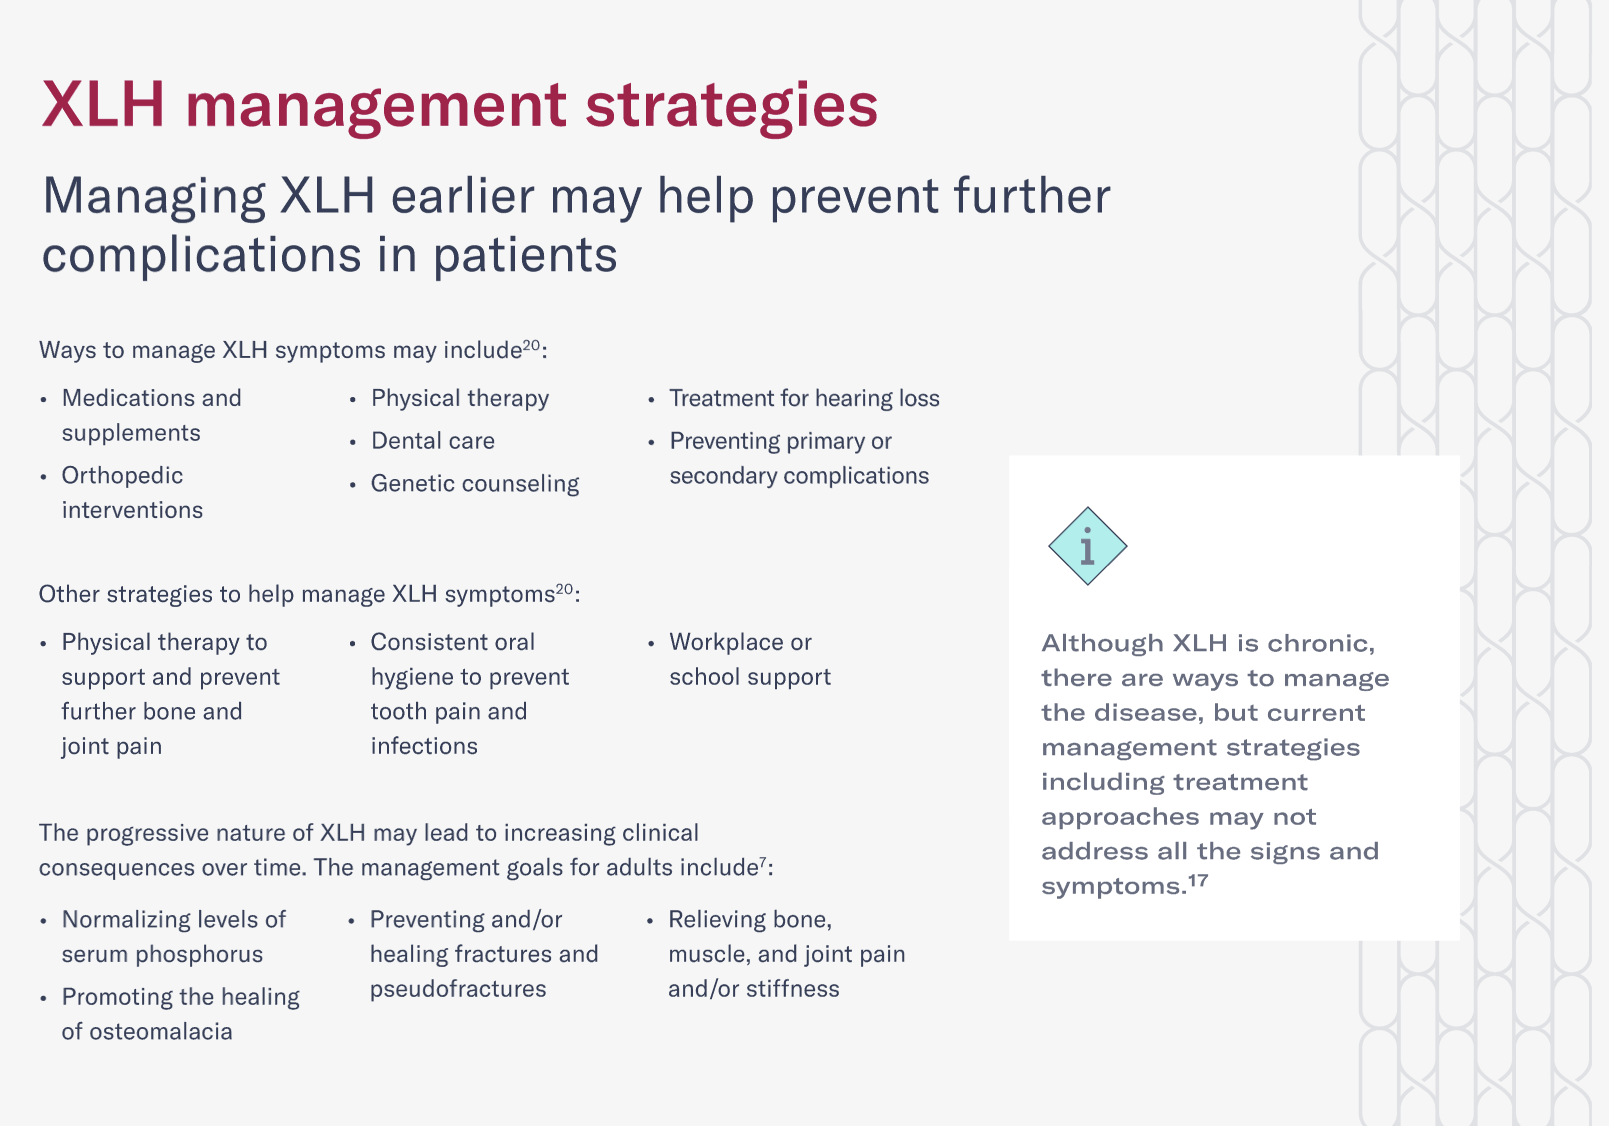 XLH management strategies
Managing XLH earlier may help prevent further
complications in patients
Ways to manage XLH symptoms may include²⁰:
• Medications and
supplements
• Orthopedic
interventions
• Physical therapy
• Dental care
• Genetic counseling
• Treatment for hearing loss
• Preventing primary or
secondary complications
Other strategies to help manage XLH symptoms²⁰:
• Physical therapy to
support and prevent
further bone and
joint pain
• Consistent oral
hygiene to prevent
tooth pain and
infections
• Workplace or
school support
The progressive nature of XLH may lead to increasing clinical
consequences over time. The management goals for adults include⁷:
• Normalizing levels of
serum phosphorus
• Promoting the healing
of osteomalacia
• Preventing and/or
healing fractures and
pseudofractures
• Relieving bone,
muscle, and joint pain
and/or stiffness
i
Although XLH is chronic,
there are ways to manage
the disease, but current
management strategies
including treatment
approaches may not
address all the signs and
symptoms.¹⁷